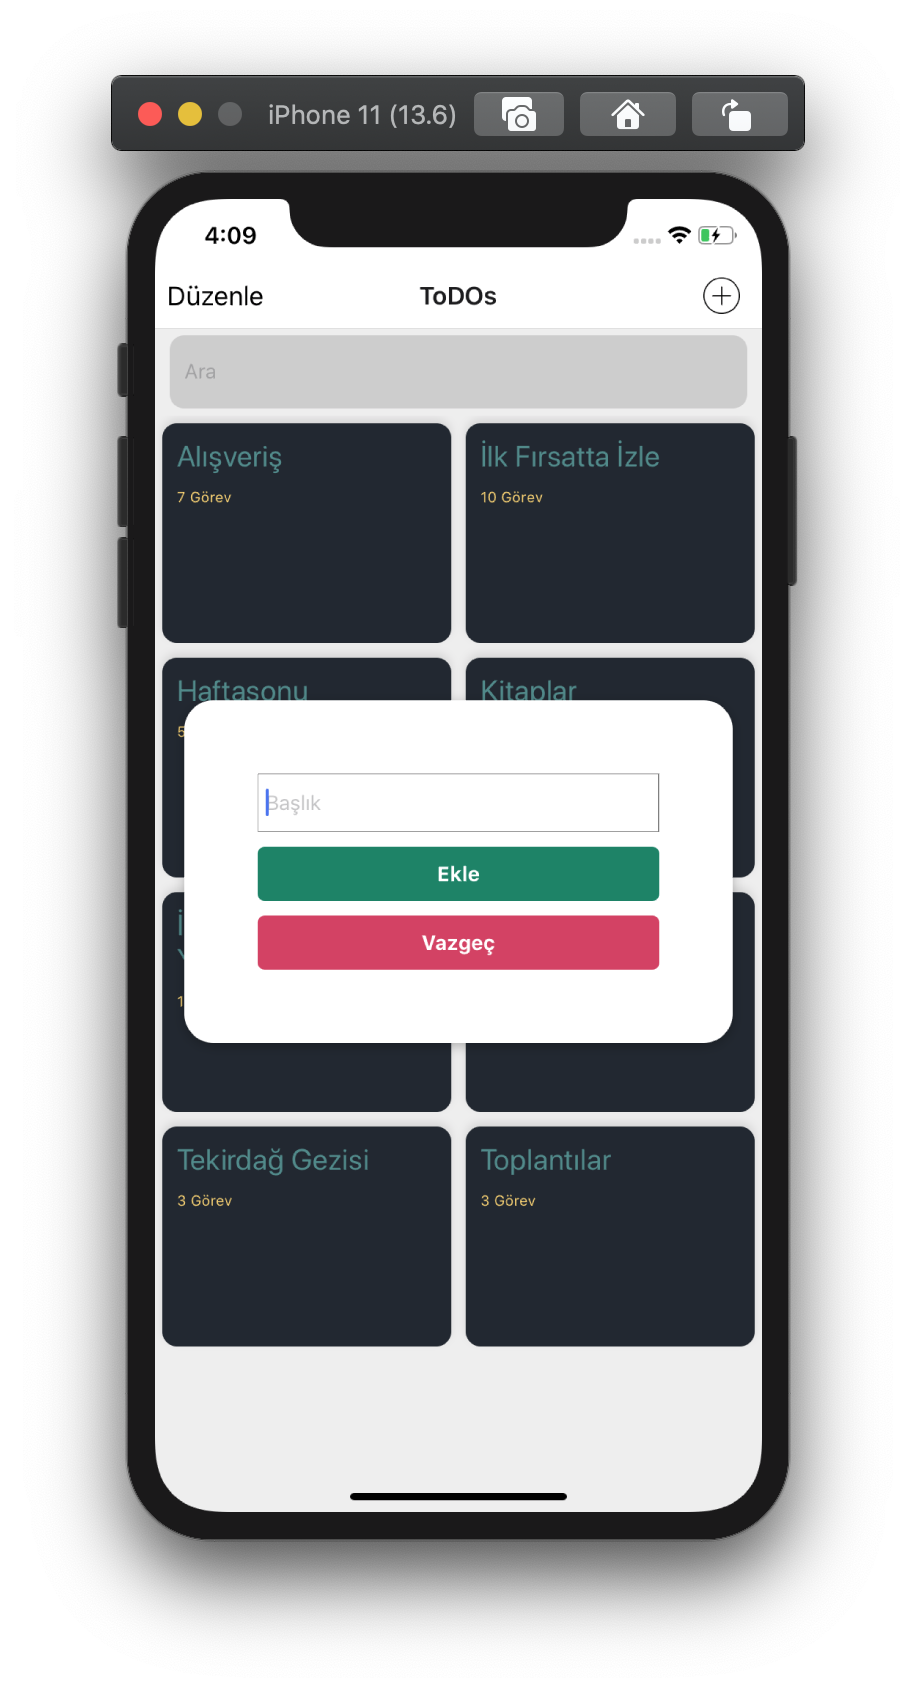 iPhone 11 (13.6)
4:09
Düzenle
ToDOs
Ara
Alışveriş
7 Görev
İlk Fırsatta İzle
10 Görev
Haftasonu
Kitaplar
5
Başlık
Ekle
Vazgeç
İ
1
Tekirdağ Gezisi
3 Görev
Toplantılar
3 Görev